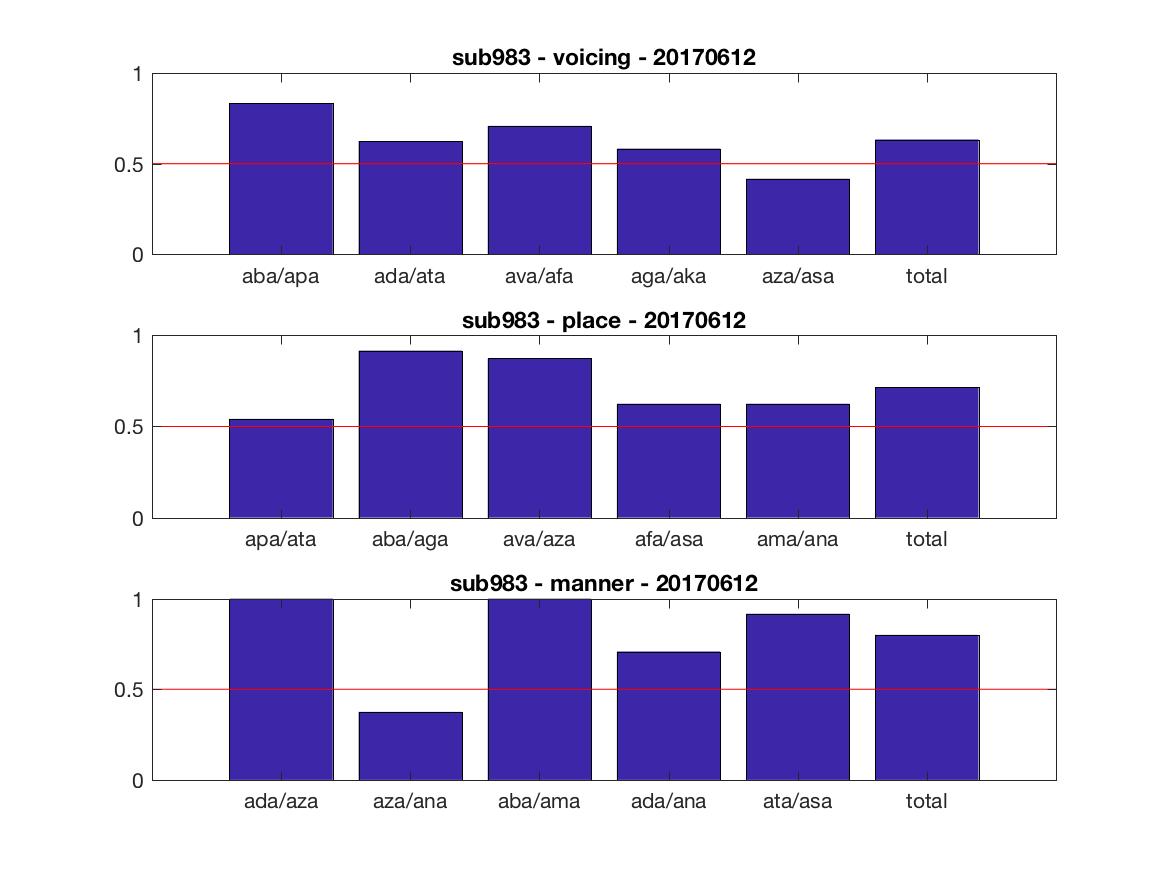 sub983 - voicing - 20170612
1
0.5
0
aba/apa ada/ata ava/afa aga/aka aza/asa total
sub983 - place - 20170612
1
0.5
0
apa/ata aba/aga ava/aza afa/asa ama/ana total
sub983 - manner - 20170612
1
0.5
0
ada/aza aza/ana aba/ama ada/ana ata/asa total